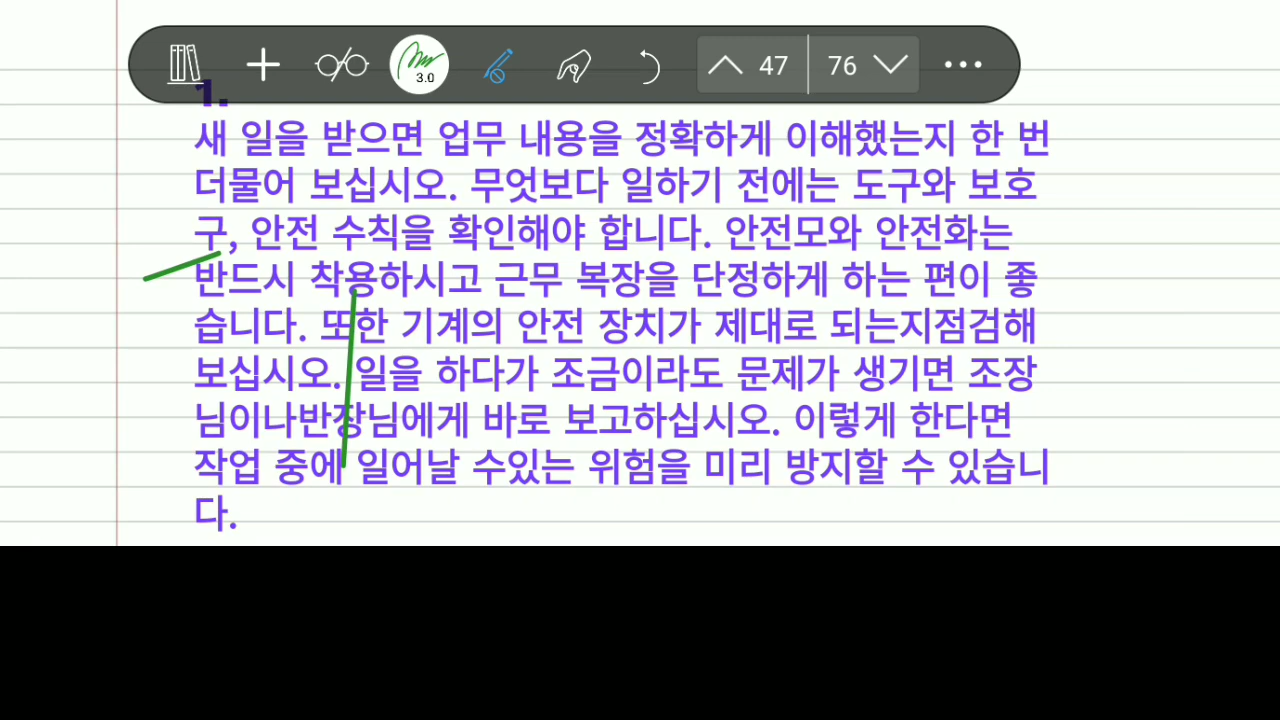 3.0
47
76
1.
새 일을 받으면 업무 내용을 정확하게 이해했는지 한 번
더물어 보십시오. 무엇보다 일하기 전에는 도구와 보호
구, 안전 수칙을 확인해야 합니다. 안전모와 안전화는
반드시 착용하시고 근무 복장을 단정하게 하는 편이 좋
습니다. 또한 기계의 안전 장치가 제대로 되는지점검해
보십시오. 일을 하다가 조금이라도 문제가 생기면 조장
님이나반장님에게 바로 보고하십시오. 이렇게 한다면
작업 중에 일어날 수있는 위험을 미리 방지할 수 있습니
다.